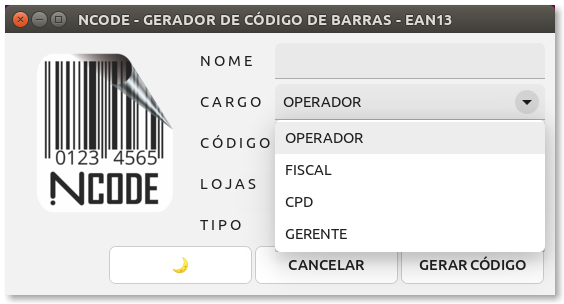 NCODE - GERADOR DE CÓDIGO DE BARRAS - EAN13
NOME
CARGO
OPERADOR
CÓDIGO
OPERADOR
FISCAL
LOJAS
CPD
TIPO
GERENTE
0123 4565
NCODE
CANCELAR
GERAR CÓDIGO